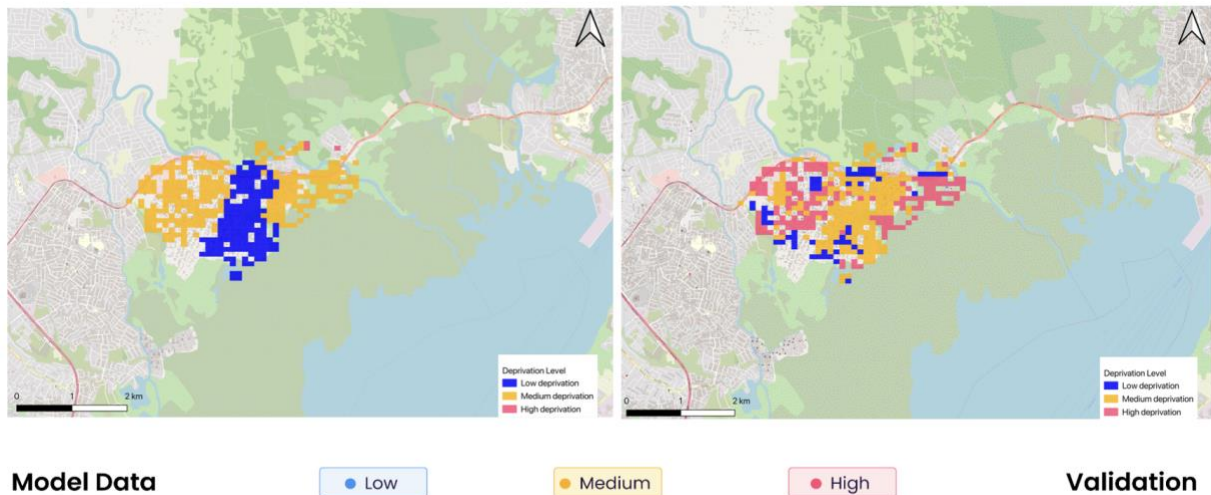 Deprivation Level
Low deprivation
Medium deprivation
High deprivation
0 1 2 km
Deprivation Level
Low deprivation
Medium deprivation
High deprivation
0 1 2 km
Model Data
Low
Medium
High
Validation